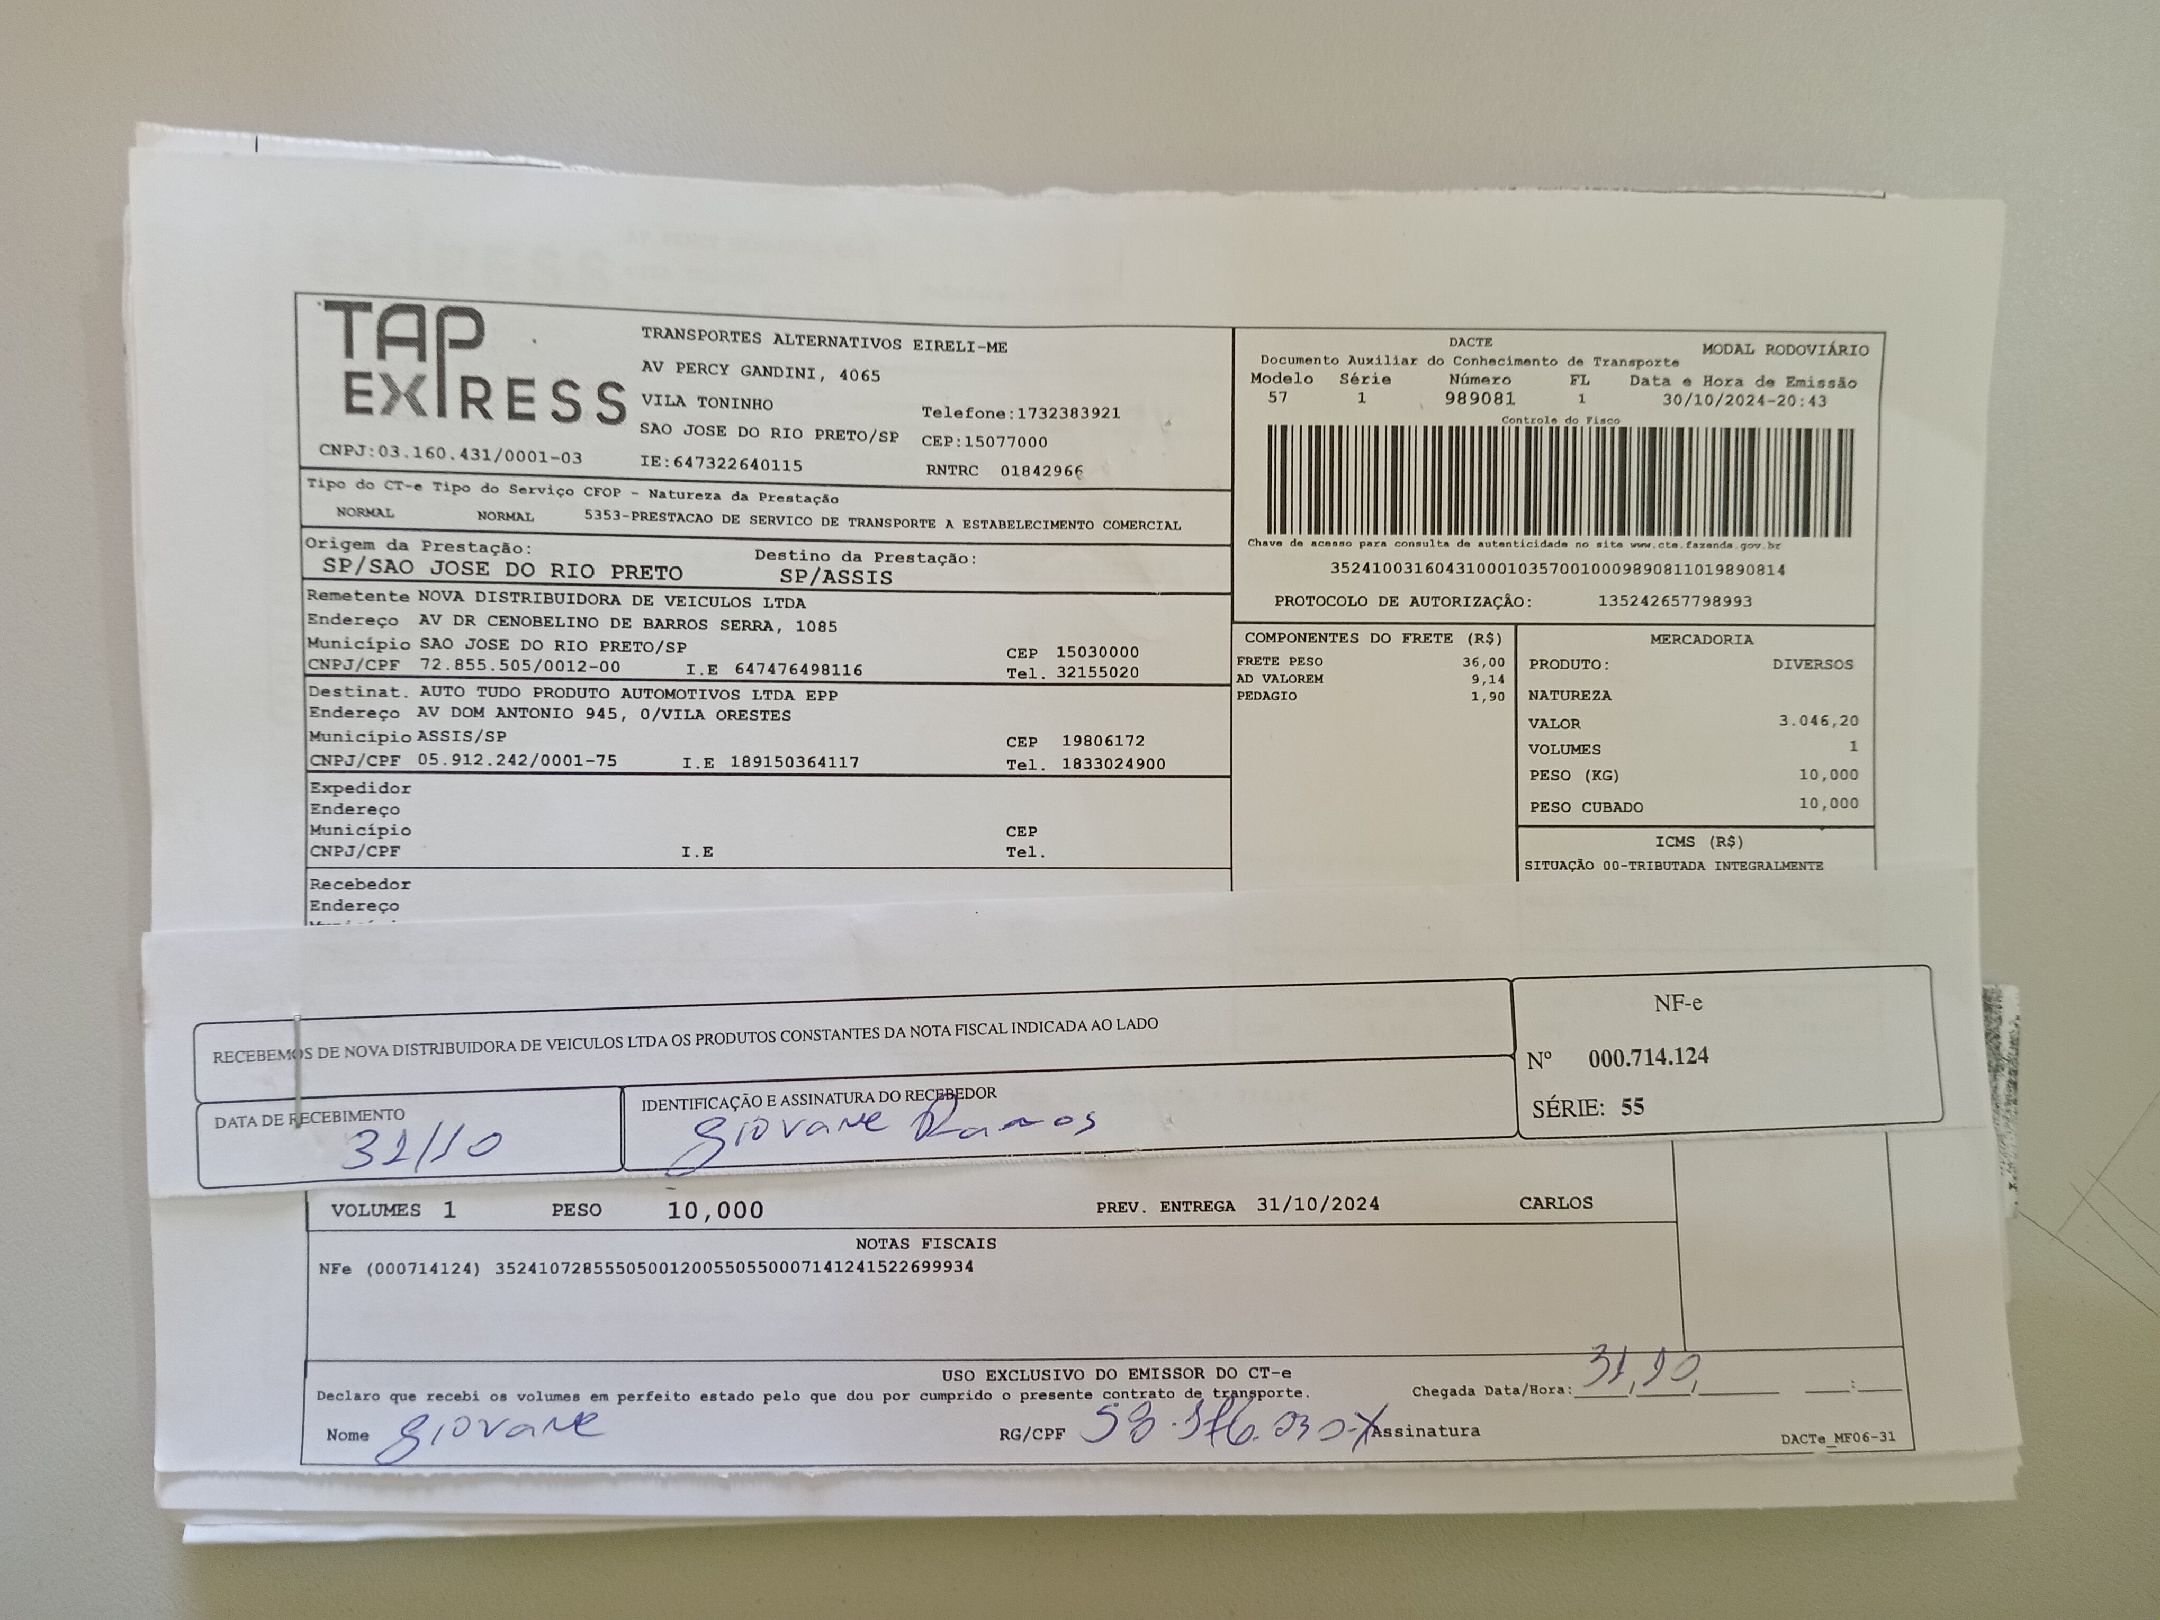 TAP
EXPRESS
TRANSPORTES ALTERNATIVOS EIRELI-ME
AV PERCY GANDINI, 4065
VILA TONINHO
Telefone:1732383921
SAO JOSE DO RIO PRETO/SP CEP:15077000
CNPJ:03.160.431/0001-03 IE:647322640115 RNTRC 01842966
DACTE
MODAL RODOVIÁRIO
Documento Auxiliar do Conhecimento de Transporte
Modelo Série Número FL Data e Hora de Emissão
57 1 989081 1 30/10/2024-20:43
Controle do Fisco
Chave de acesso para consulta de autenticidade no site www.cte.fazenda.gov.br
35241003160431000103570010009890811019890814
PROTOCOLO DE AUTORIZAÇÃO: 135242657798993
Tipo do CT-e Tipo do Serviço CFOP - Natureza da Prestação
NORMAL NORMAL 5353-PRESTACAO DE SERVICO DE TRANSPORTE A ESTABELECIMENTO COMERCIAL
Origem da Prestação: Destino da Prestação:
SP/SAO JOSE DO RIO PRETO SP/ASSIS
Remetente NOVA DISTRIBUIDORA DE VEICULOS LTDA
Endereço AV DR CENOBELINO DE BARROS SERRA, 1085
Município SAO JOSE DO RIO PRETO/SP CEP 15030000
CNPJ/CPF 72.855.505/0012-00 I.E 647476498116 Tel. 32155020
Destinat. AUTO TUDO PRODUTO AUTOMOTIVOS LTDA EPP
Endereço AV DOM ANTONIO 945, 0/VILA ORESTES
Município ASSIS/SP CEP 19806172
CNPJ/CPF 05.912.242/0001-75 I.E 189150364117 Tel. 1833024900
Expedidor
Endereço
Município CEP
CNPJ/CPF I.E Tel.
Recebedor
Endereço
COMPONENTES DO FRETE (R$)
FRETE PESO 36,00
AD VALOREM 9,14
PEDAGIO 1,90
MERCADORIA
PRODUTO: DIVERSOS
NATUREZA
VALOR 3.046,20
VOLUMES 1
PESO (KG) 10,000
PESO CUBADO 10,000
ICMS (R$)
SITUAÇÃO 00-TRIBUTADA INTEGRALMENTE
RECEBEMOS DE NOVA DISTRIBUIDORA DE VEICULOS LTDA OS PRODUTOS CONSTANTES DA NOTA FISCAL INDICADA AO LADO
DATA DE RECEBIMENTO
31/10
IDENTIFICAÇÃO E ASSINATURA DO RECEBEDOR
Giovane Ramos
NF-e
Nº 000.714.124
SÉRIE: 55
VOLUMES 1 PESO 10,000 PREV. ENTREGA 31/10/2024 CARLOS
NOTAS FISCAIS
NFe (000714124) 35241072855505001200550550007141241522699934
USO EXCLUSIVO DO EMISSOR DO CT-e
Declaro que recebi os volumes em perfeito estado pelo que dou por cumprido o presente contrato de transporte.
Chegada Data/Hora: 31,10,
Nome Giovane RG/CPF Assinatura
DACTe_MF06-31